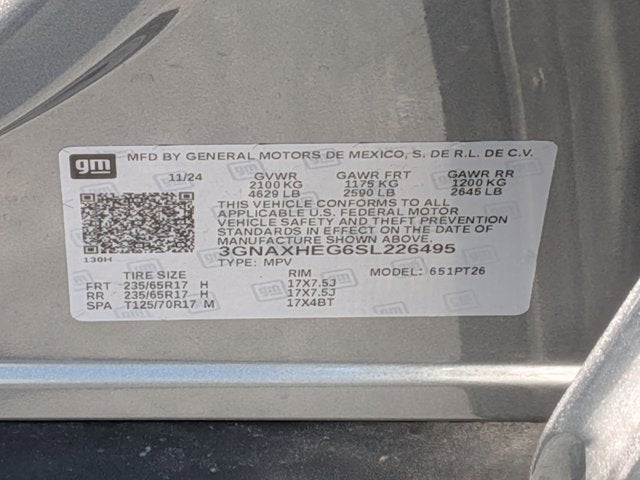 gm MFD BY GENERAL MOTORS DE MEXICO, S. DE R.L. DE C.V.
11/24 GVWR GAWR FRT GAWR RR
2100 KG 1175 KG 1200 KG
4629 LB 2590 LB 2645 LB
THIS VEHICLE CONFORMS TO ALL
APPLICABLE U.S. FEDERAL MOTOR
VEHICLE SAFETY AND THEFT PREVENTION
STANDARDS IN EFFECT ON THE DATE OF
MANUFACTURE SHOWN ABOVE.
3GNAXHEG6SL226495
130H
TYPE: MPV MODEL: 651PT26
TIRE SIZE RIM
FRT 235/65R17 H 17X7.5J
RR 235/65R17 H 17X7.5J
SPA T125/70R17 M 17X4BT